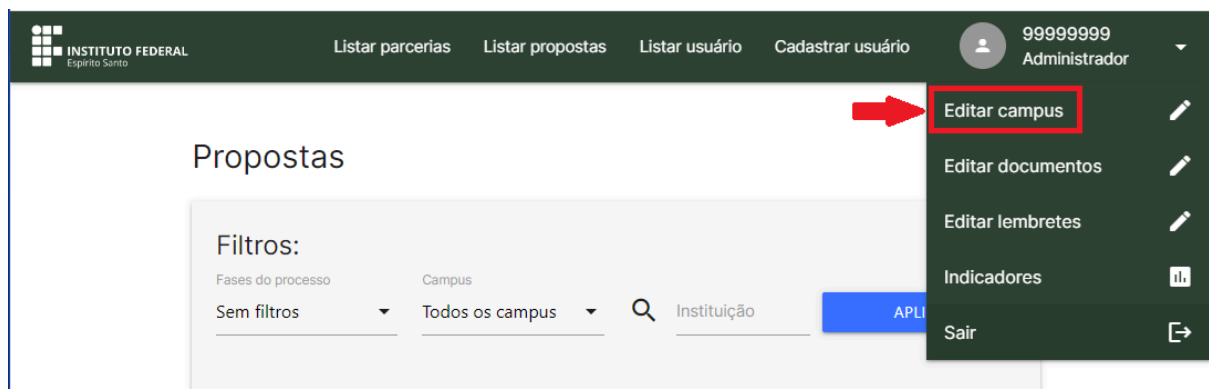 INSTITUTO FEDERAL
Espírito Santo
Listar parcerias Listar propostas Listar usuário Cadastrar usuário
99999999
Administrador
Editar campus
Editar documentos
Editar lembretes
Indicadores
Sair
Propostas
Filtros:
Fases do processo Campus
Sem filtros Todos os campus Instituição APLI